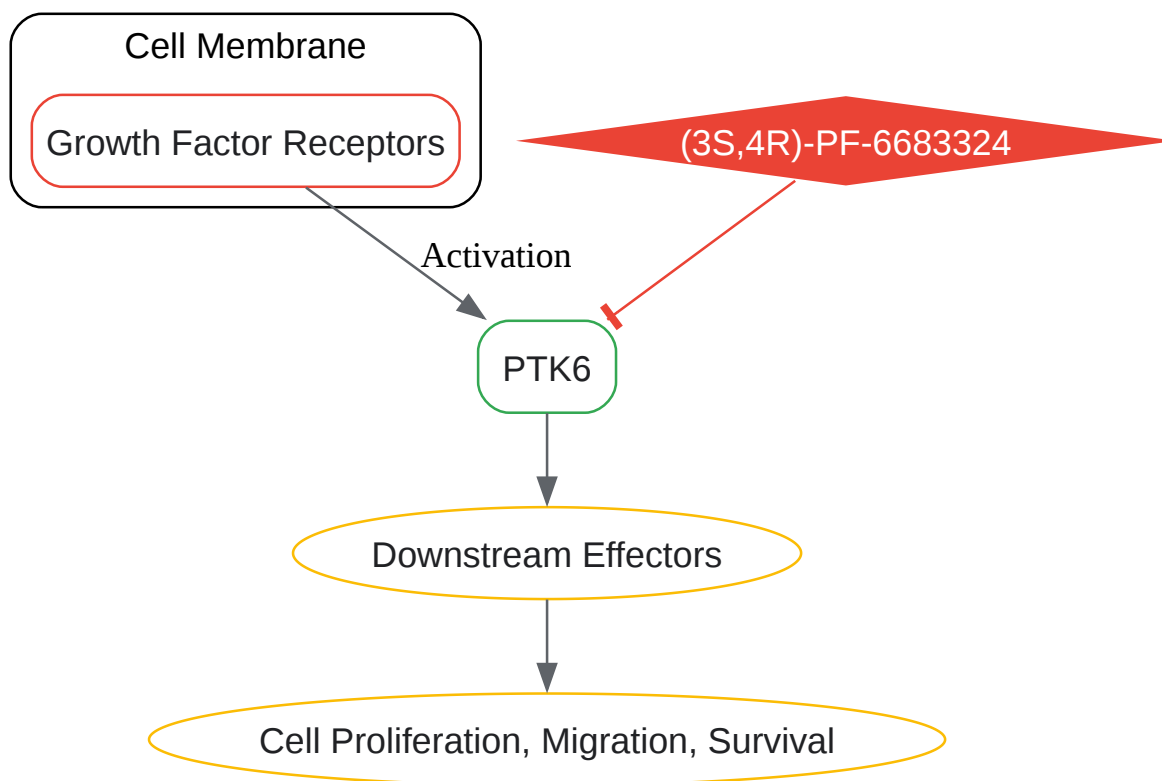 Cell Membrane
Growth Factor Receptors
(3S,4R)-PF-6683324
Activation
PTK6
Downstream Effectors
Cell Proliferation, Migration, Survival